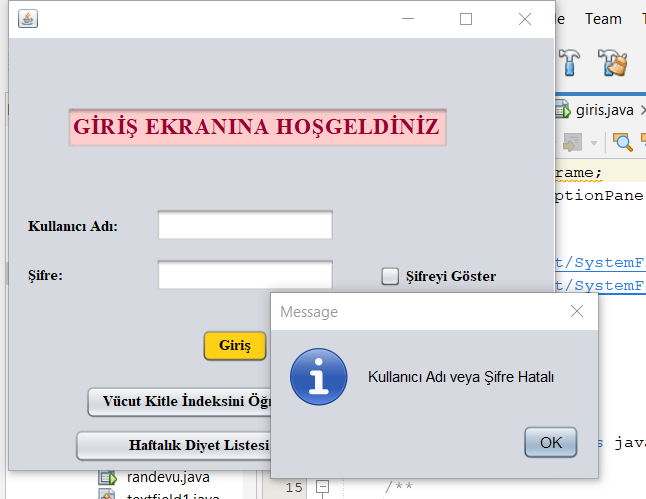 Team
giris.java
GİRİŞ EKRANINA HOŞGELDİNİZ
rame;
ptionPane
Kullanıcı Adı:
t/SystemF
Şifre:
Şifreyi Göster
t/SystemF
Message
Giriş
Kullanıcı Adı veya Şifre Hatalı
Vücut Kitle İndeksini Öğr
OK
java
Haftalık Diyet Listesi
randevu.java
15
/**
textfield1.java